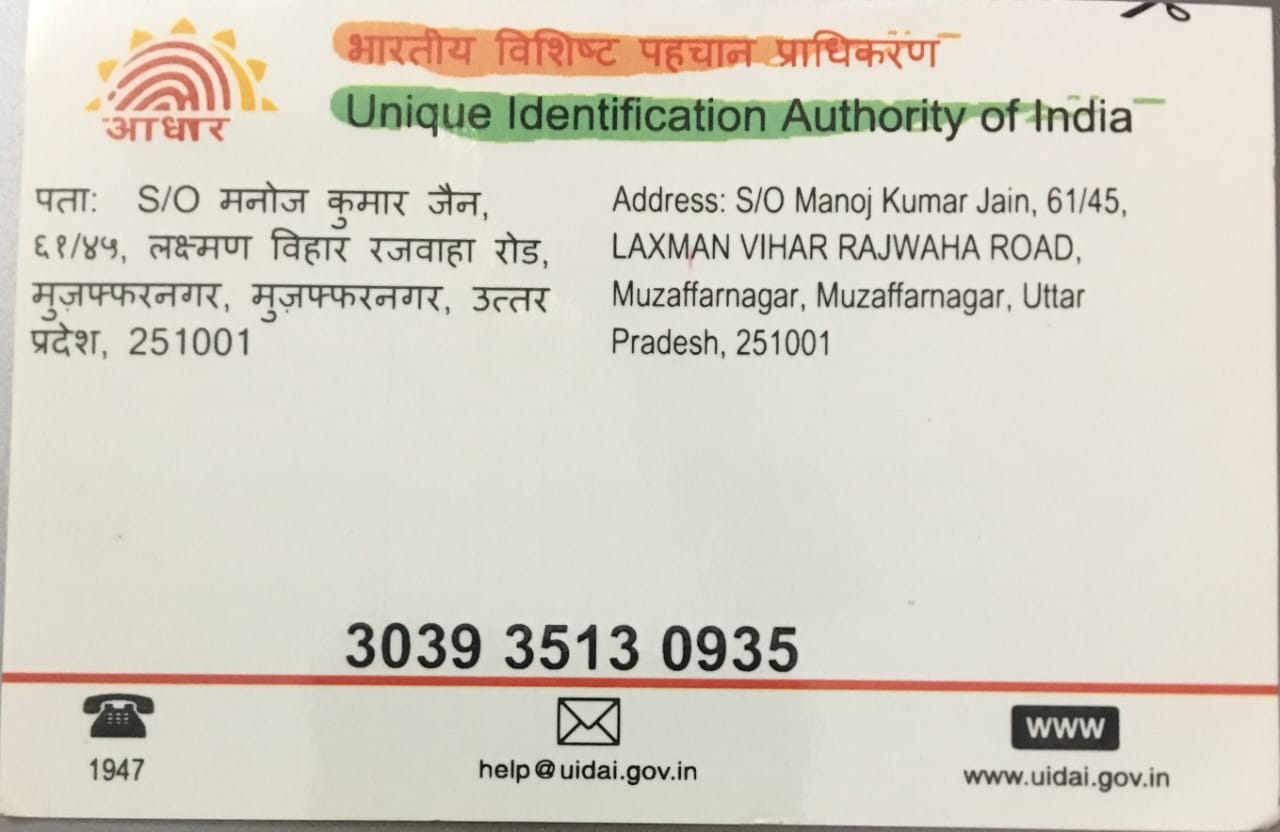 आधार
भारतीय विशिष्ट पहचान प्राधिकरण
Unique Identification Authority of India
पता: S/O मनोज कुमार जैन,
६१/४५, लक्ष्मण विहार रजवाहा रोड,
मुज़फ्फरनगर, मुज़फ्फरनगर, उत्तर
प्रदेश, 251001
Address: S/O Manoj Kumar Jain, 61/45,
LAXMAN VIHAR RAJWAHA ROAD,
Muzaffarnagar, Muzaffarnagar, Uttar
Pradesh, 251001
3039 3513 0935
1947
help@uidai.gov.in
www
www.uidai.gov.in